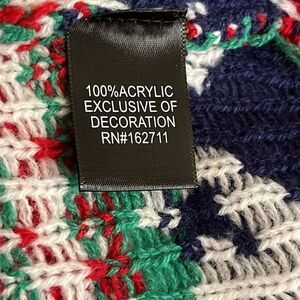 100%ACRYLIC
EXCLUSIVE OF
DECORATION
RN#162711